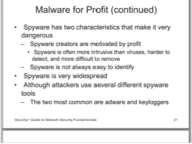 Malware for Profit (continued)
• Spyware has two characteristics that make it very
dangerous
– Spyware creators are motivated by profit
• Spyware is often more intrusive than viruses, harder to
detect, and more difficult to remove
– Spyware is not always easy to identify
• Spyware is very widespread
• Although attackers use several different spyware
tools
– The two most common are adware and keyloggers
Security+ Guide to Network Security Fundamentals
21